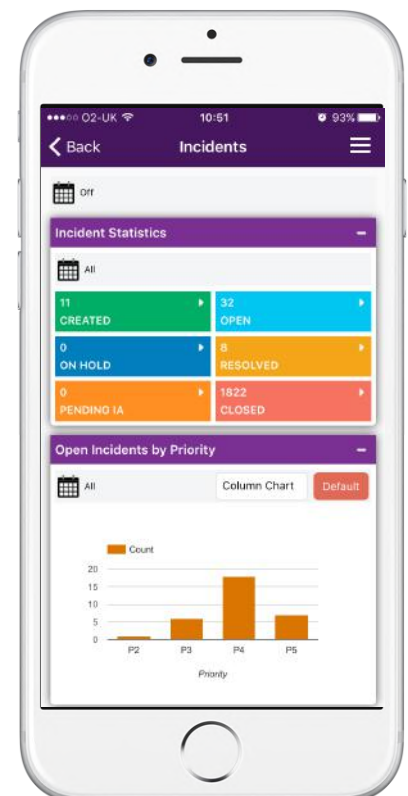 ●●●○○ O2-UK 10:51 93%
Back Incidents
Off
Incident Statistics
All
11
CREATED
32
OPEN
0
ON HOLD
8
RESOLVED
0
PENDING IA
1822
CLOSED
Open Incidents by Priority
All Column Chart Default
Count
20
15
10
5
0
P2 P3 P4 P5
Priority